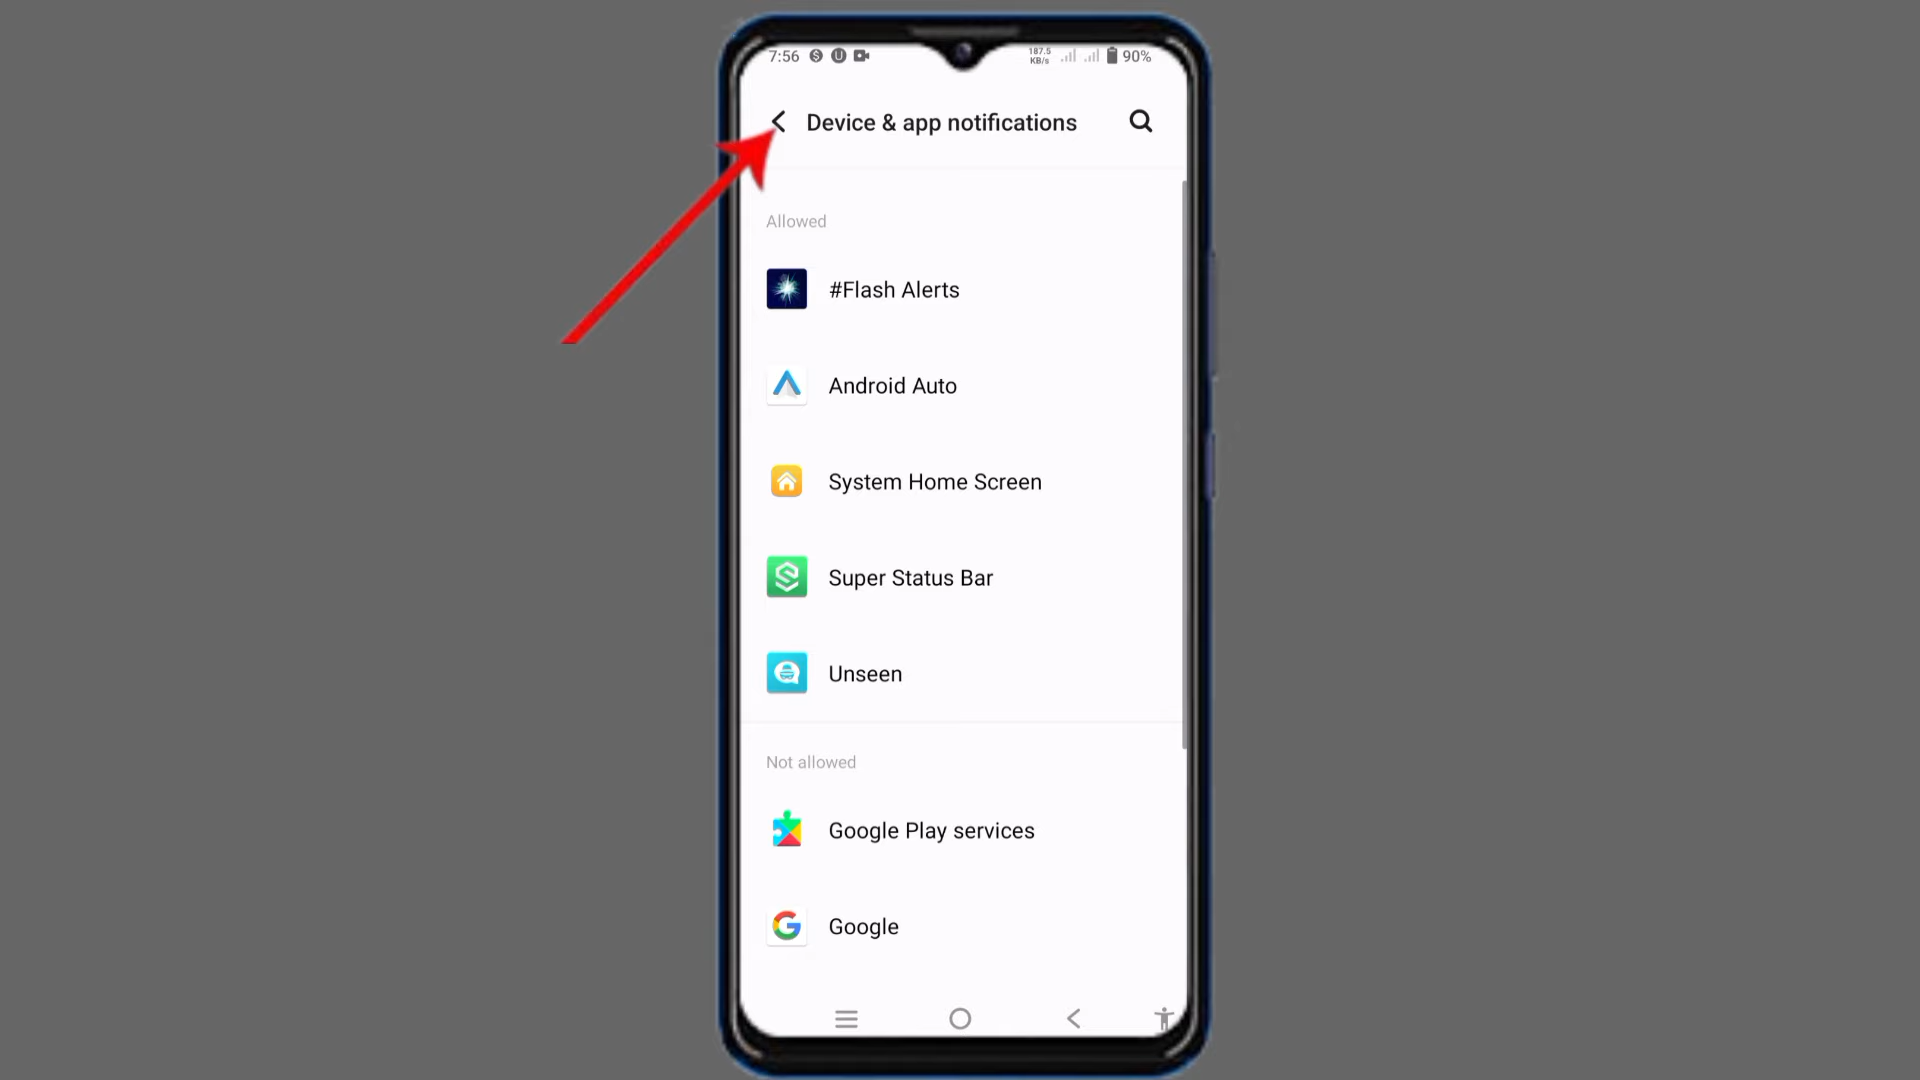 7:56
187.5
KB/s
90%
Device & app notifications
Allowed
#Flash Alerts
Android Auto
System Home Screen
Super Status Bar
Unseen
Not allowed
Google Play services
Google